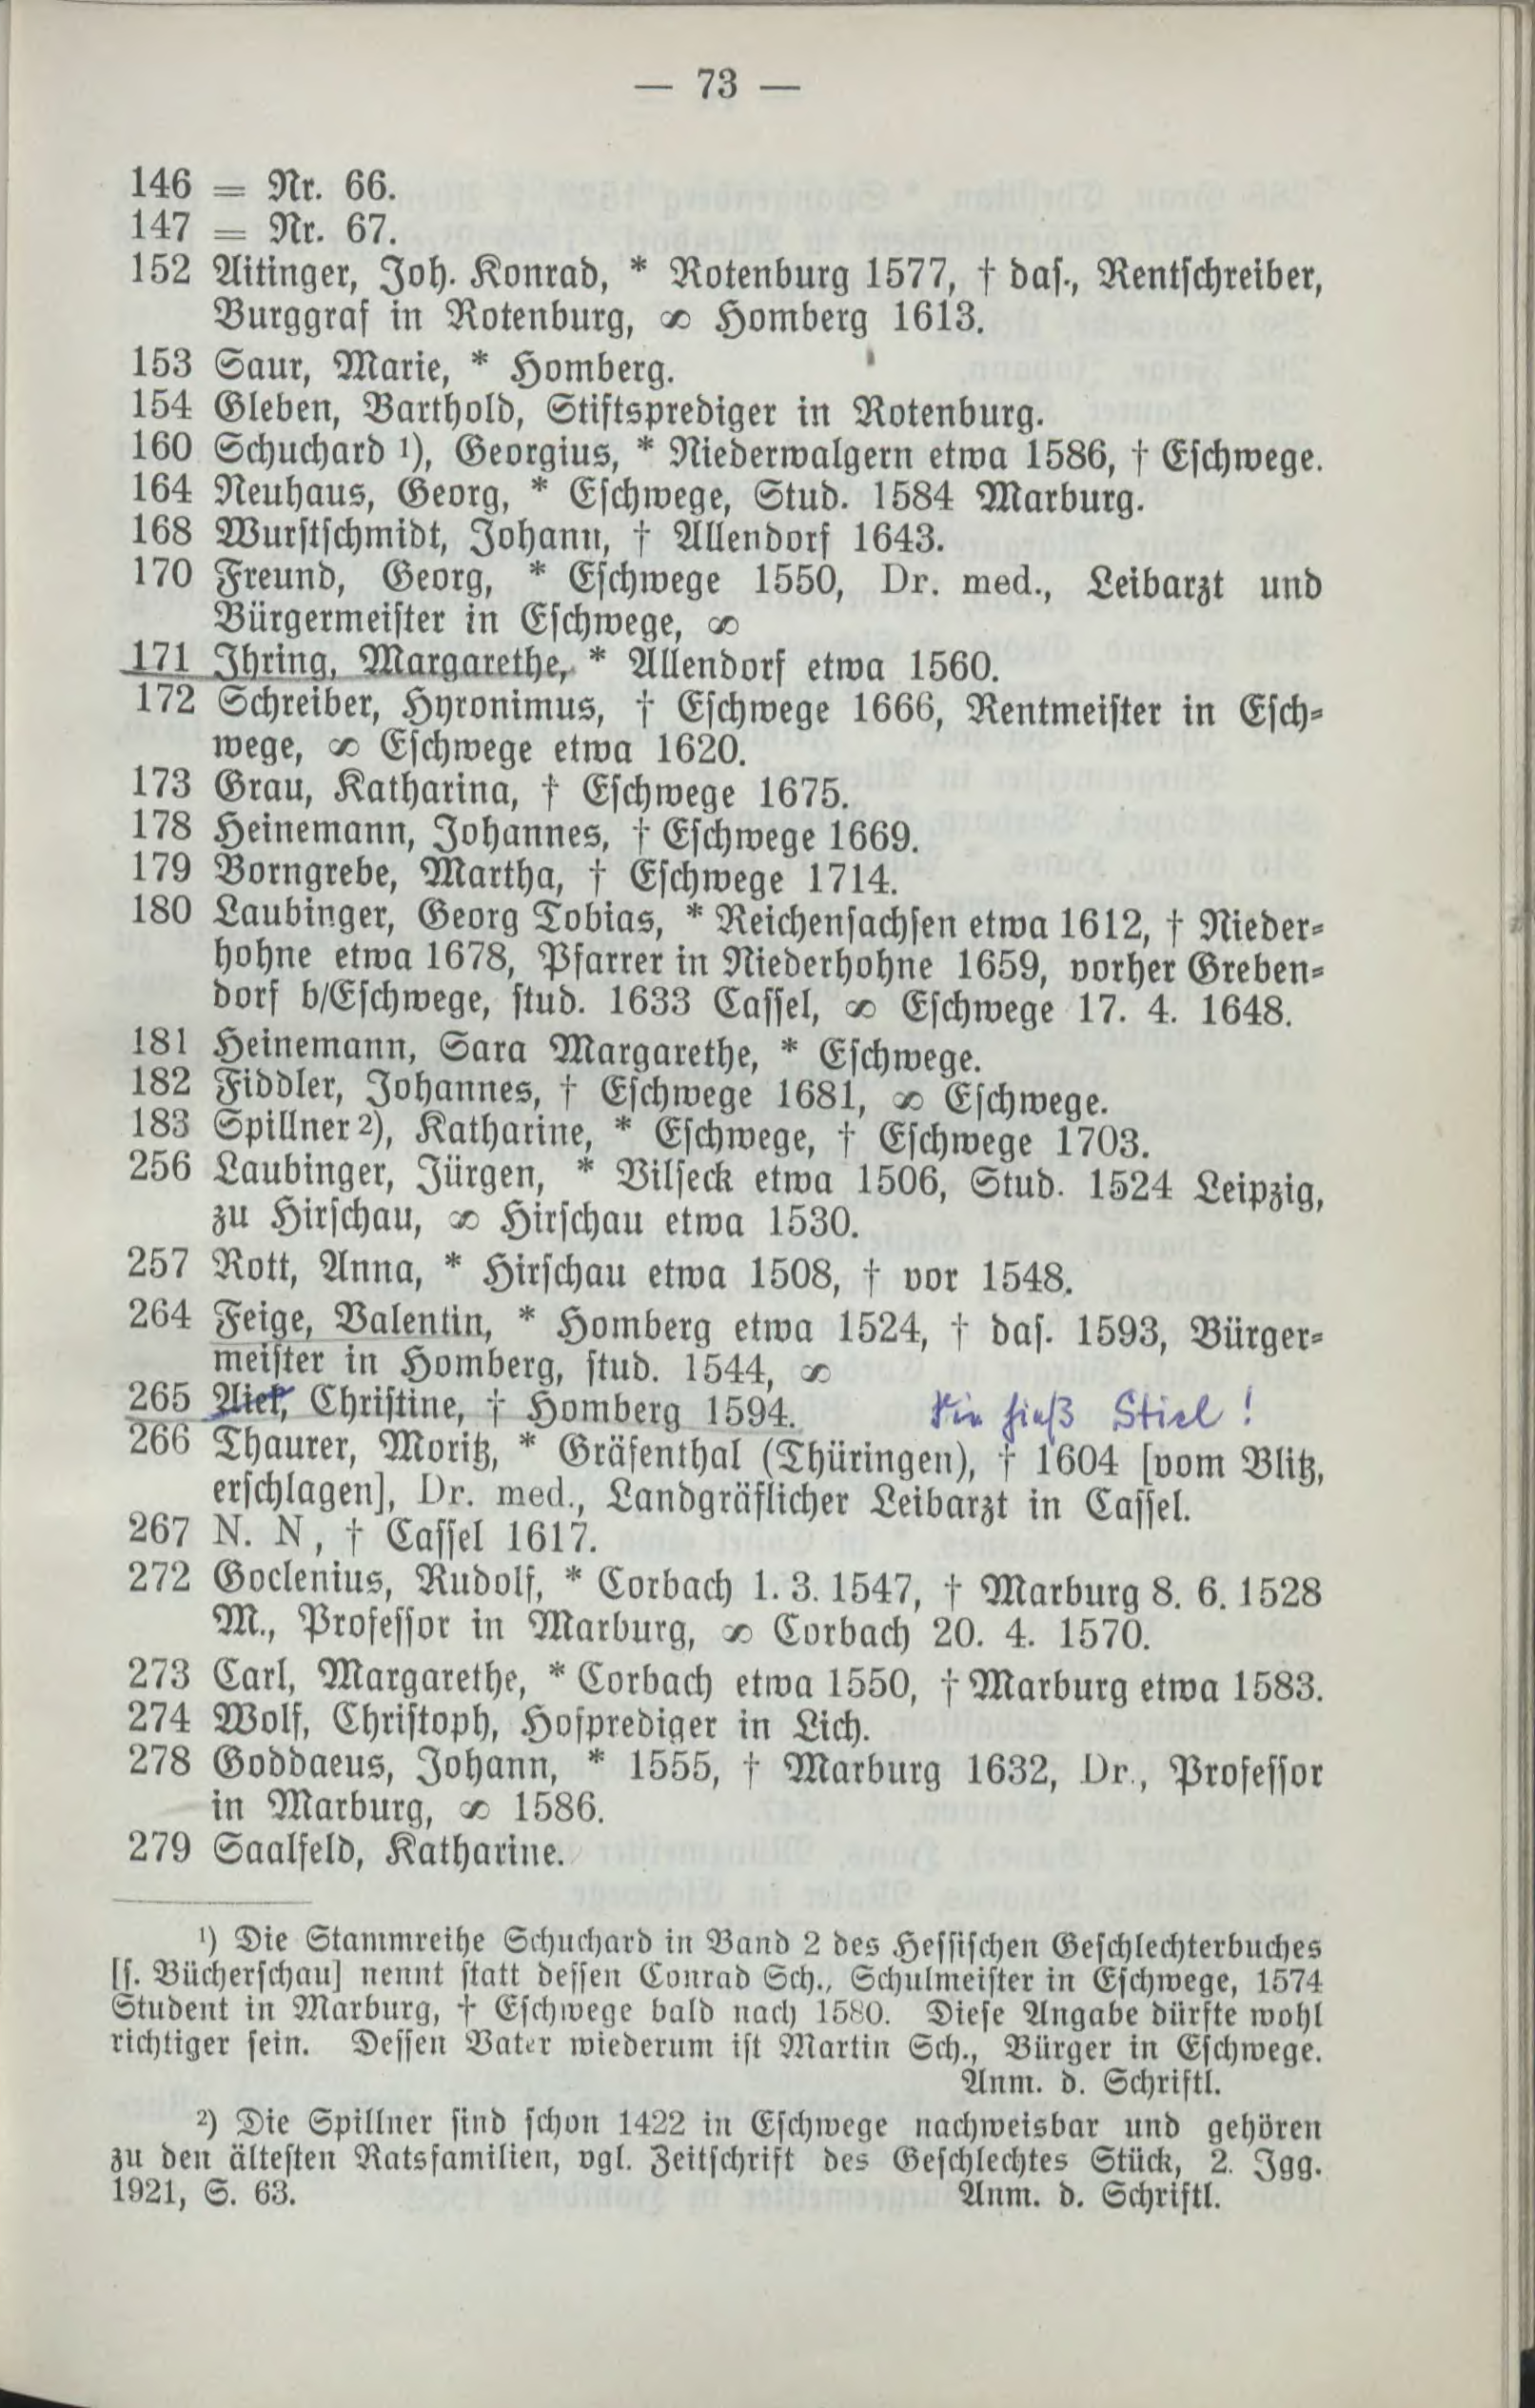 — 73 —
146 = Nr. 66.
147 = Nr. 67.
152 Aitinger, Joh. Konrad, * Rotenburg 1577, † das., Rentschreiber,
Burggraf in Rotenburg, ∞ Homberg 1613.
153 Saur, Marie, * Homberg.
154 Gleben, Barthold, Stiftsprediger in Rotenburg.
160 Schuchard ¹), Georgius, * Niederwalgern etwa 1586, † Eschwege.
164 Neuhaus, Georg, * Eschwege, Stud. 1584 Marburg.
168 Wurstschmidt, Johann, † Allendorf 1643.
170 Freund, Georg, * Eschwege 1550, Dr. med., Leibarzt und
Bürgermeister in Eschwege, ∞
171 Ihring, Margarethe, * Allendorf etwa 1560.
172 Schreiber, Hyronimus, † Eschwege 1666, Rentmeister in Esch-
wege, ∞ Eschwege etwa 1620.
173 Grau, Katharina, † Eschwege 1675.
178 Heinemann, Johannes, † Eschwege 1669.
179 Borngrebe, Martha, † Eschwege 1714.
180 Laubinger, Georg Tobias, * Reichensachsen etwa 1612, † Nieder-
hohne etwa 1678, Pfarrer in Niederhohne 1659, vorher Greben-
dorf b/Eschwege, stud. 1633 Cassel, ∞ Eschwege 17. 4. 1648.
181 Heinemann, Sara Margarethe, * Eschwege.
182 Fiddler, Johannes, † Eschwege 1681, ∞ Eschwege.
183 Spillner ²), Katharine, * Eschwege, † Eschwege 1703.
256 Laubinger, Jürgen, * Vilseck etwa 1506, Stud. 1524 Leipzig,
zu Hirschau, ∞ Hirschau etwa 1530.
257 Rott, Anna, * Hirschau etwa 1508, † vor 1548.
264 Feige, Valentin, * Homberg etwa 1524, † das. 1593, Bürger-
meister in Homberg, stud. 1544, ∞
265 Christine, † Homberg 1594. Sie hieß Stiel !
266 Thaurer, Moritz, * Gräfenthal (Thüringen), † 1604 [vom Blitz,
erschlagen], Dr. med., Landgräflicher Leibarzt in Cassel.
267 N. N, † Cassel 1617.
272 Goclenius, Rudolf, * Corbach 1. 3. 1547, † Marburg 8. 6. 1528
M., Professor in Marburg, ∞ Corbach 20. 4. 1570.
273 Carl, Margarethe, * Corbach etwa 1550, † Marburg etwa 1583.
274 Wolf, Christoph, Hofprediger in Lich.
278 Goddaeus, Johann, * 1555, † Marburg 1632, Dr., Professor
in Marburg, ∞ 1586.
279 Saalfeld, Katharine.
¹) Die Stammreihe Schuchard in Band 2 des Hessischen Geschlechterbuches
[s. Bücherschau] nennt statt dessen Conrad Sch., Schulmeister in Eschwege, 1574
Student in Marburg, † Eschwege bald nach 1580. Diese Angabe dürfte wohl
richtiger sein. Dessen Vater wiederum ist Martin Sch., Bürger in Eschwege.
Anm. d. Schriftl.
²) Die Spillner sind schon 1422 in Eschwege nachweisbar und gehören
zu den ältesten Ratsfamilien, vgl. Zeitschrift des Geschlechtes Stück, 2. Jgg.
1921, S. 63. Anm. d. Schriftl.